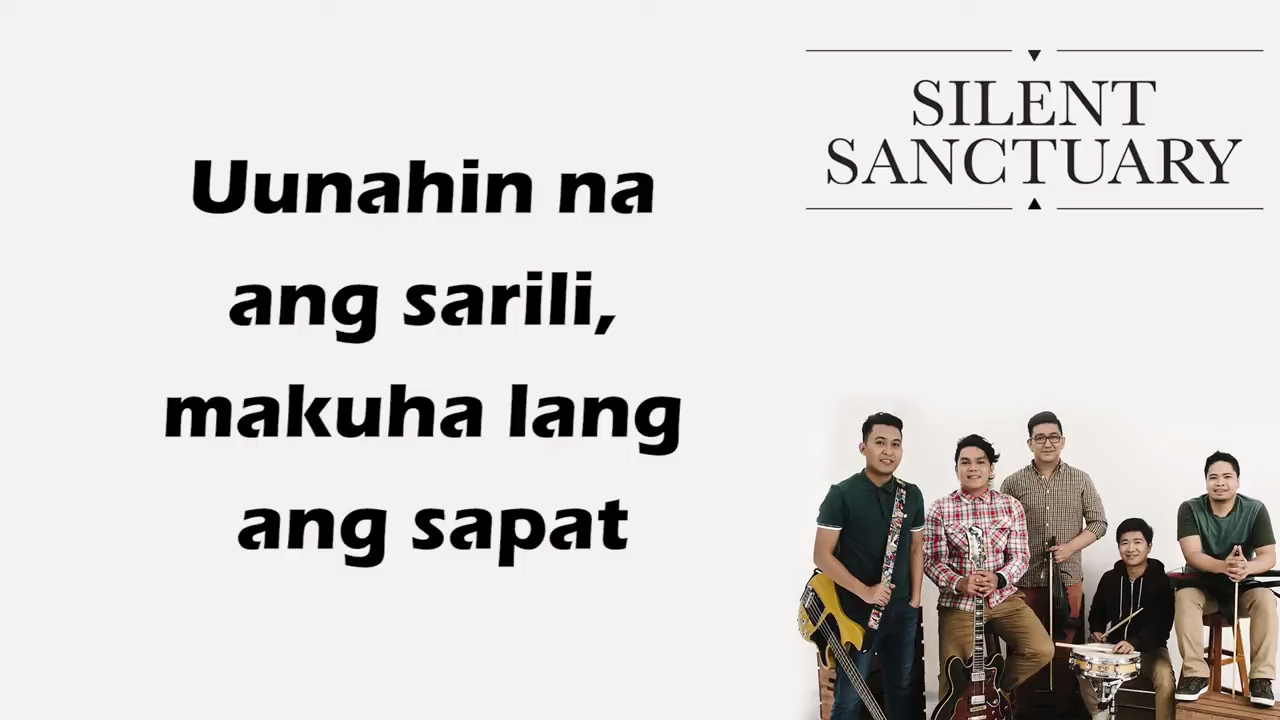 SILENT
SANCTUARY
Uunahin na
ang sarili,
makuha lang
ang sapat